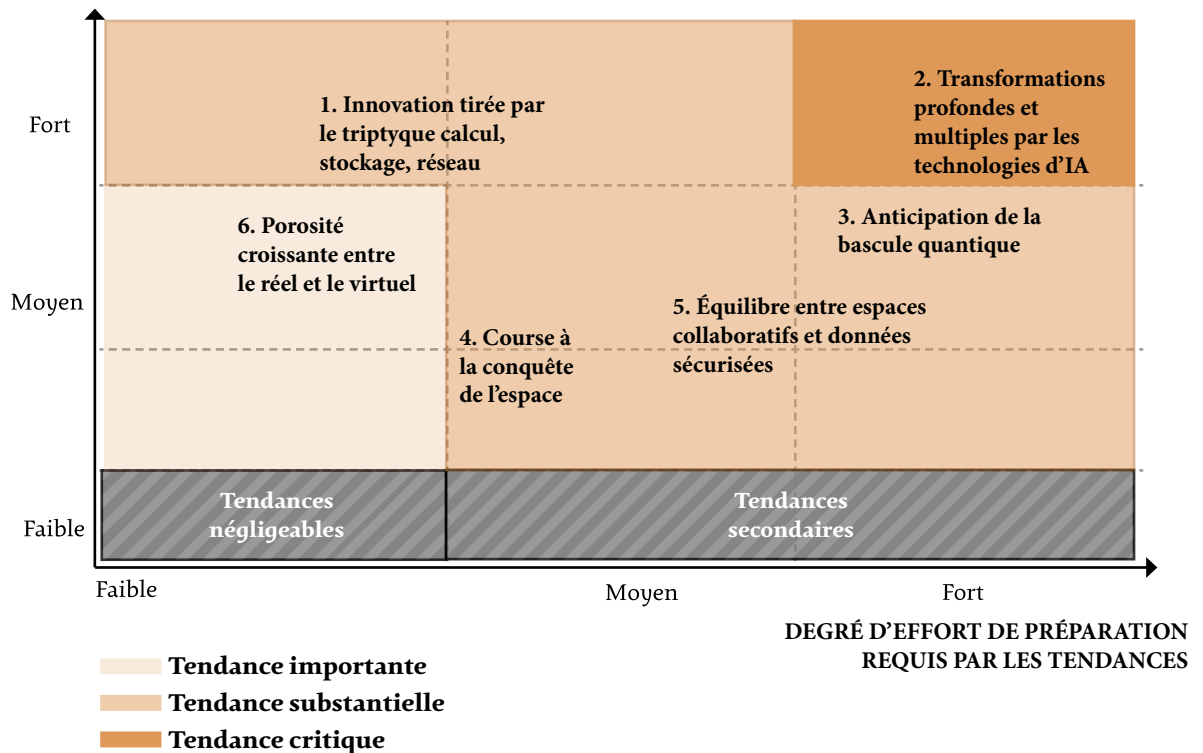 Fort
1. Innovation tirée par
le triptyque calcul,
stockage, réseau
2. Transformations
profondes et
multiples par les
technologies d'IA
Moyen
6. Porosité
croissante entre
le réel et le virtuel
3. Anticipation de la
bascule quantique
4. Course à
la conquête
de l'espace
5. Équilibre entre espaces
collaboratifs et données
sécurisées
Faible
Tendances
négligeables
Tendances
secondaires
Faible
Moyen
Fort
DEGRÉ D'EFFORT DE PRÉPARATION
REQUIS PAR LES TENDANCES
Tendance importante
Tendance substantielle
Tendance critique